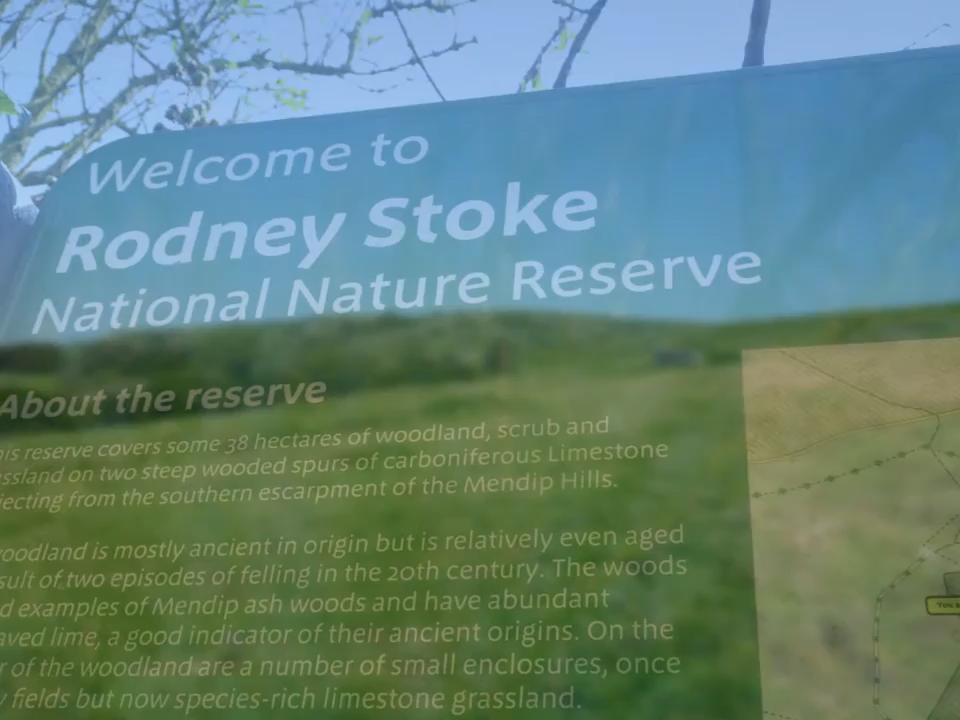 Welcome to
Rodney Stoke
National Nature Reserve
About the reserve
reserve covers some 38 hectares of woodland, scrub and
on two steep wooded spurs of carboniferous Limestone
from the southern escarpment of the Mendip Hills.
woodland is mostly ancient in origin but is relatively even aged
of two episodes of felling in the 20th century. The woods
examples of Mendip ash woods and have abundant
lime, a good indicator of their ancient origins. On the
of the woodland are a number of small enclosures, once
fields but now species-rich limestone grassland.
You